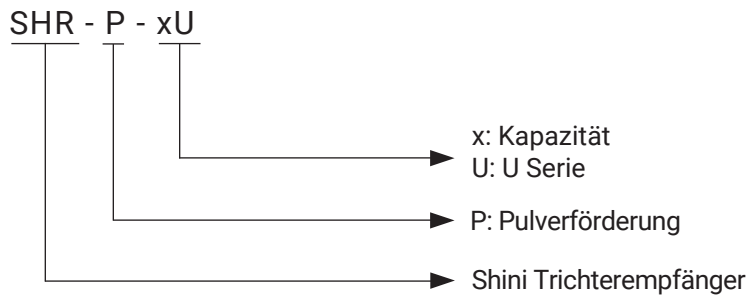 SHR - P - xU
x: Kapazität
U: U Serie
P: Pulverförderung
Shini Trichterempfänger